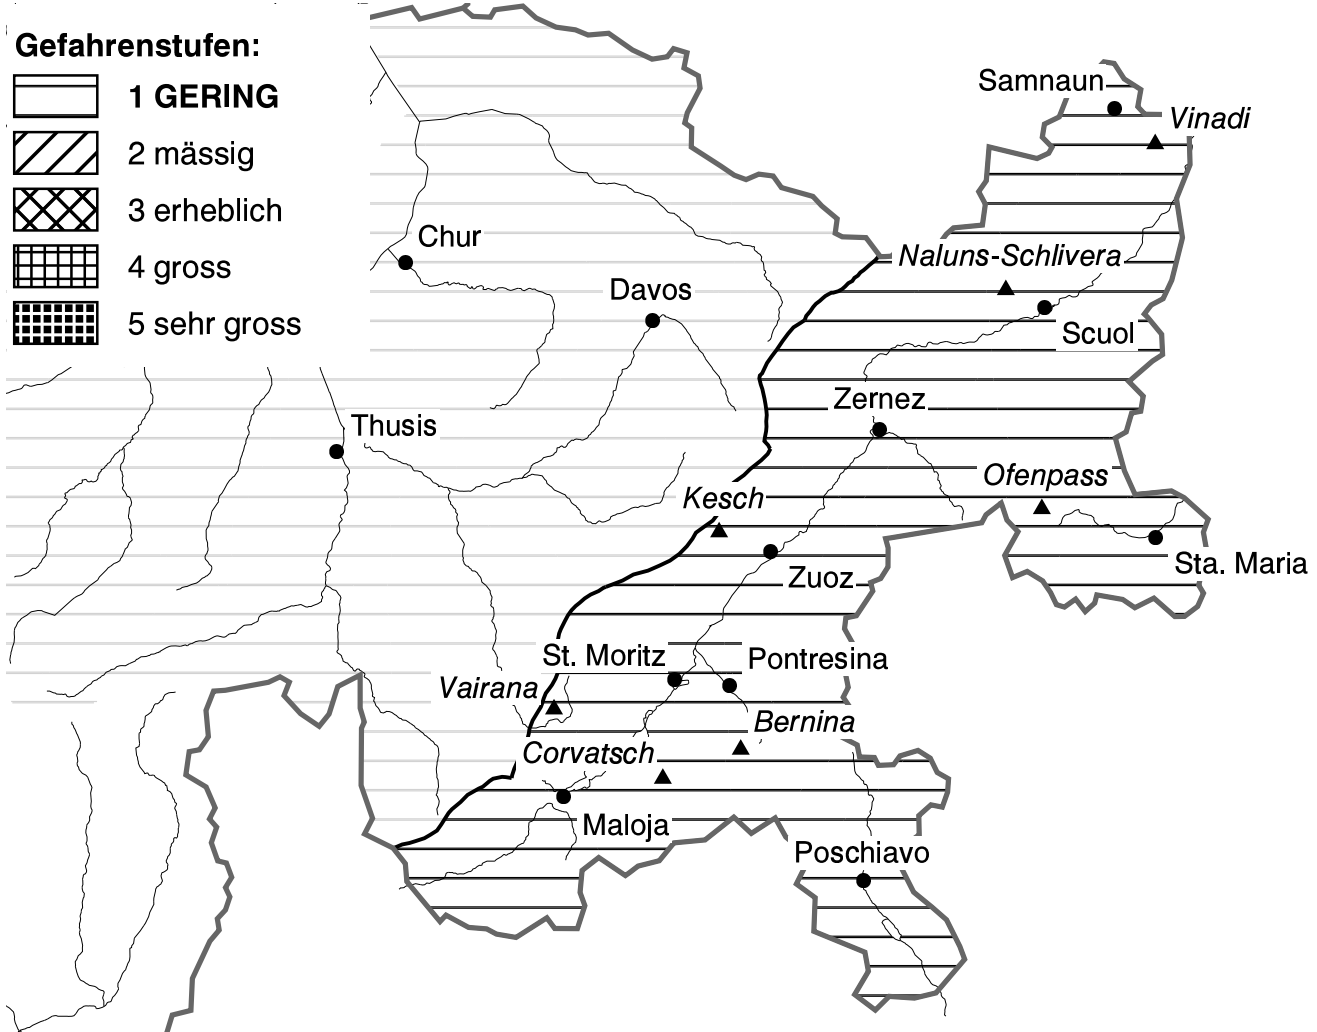 Gefahrenstufen:
1 GERING
2 mässig
3 erheblich
4 gross
5 sehr gross
Samnaun
Vinadi
Chur
Naluns-Schlivera
Davos
Scuol
Zernez
Thusis
Ofenpass
Kesch
Sta. Maria
Zuoz
St. Moritz
Pontresina
Vairana
Bernina
Corvatsch
Maloja
Poschiavo